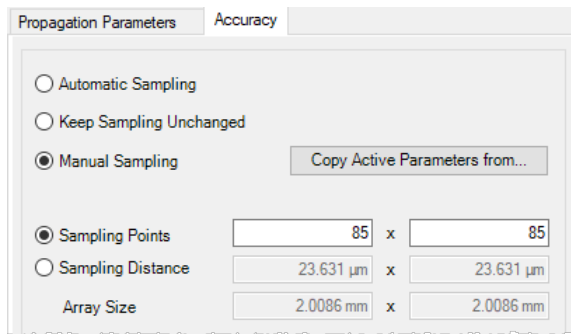 Propagation Parameters Accuracy
Automatic Sampling
Keep Sampling Unchanged
Manual Sampling Copy Active Parameters from...
Sampling Points 85 x 85
Sampling Distance 23.631 µm x 23.631 µm
Array Size 2.0086 mm x 2.0086 mm